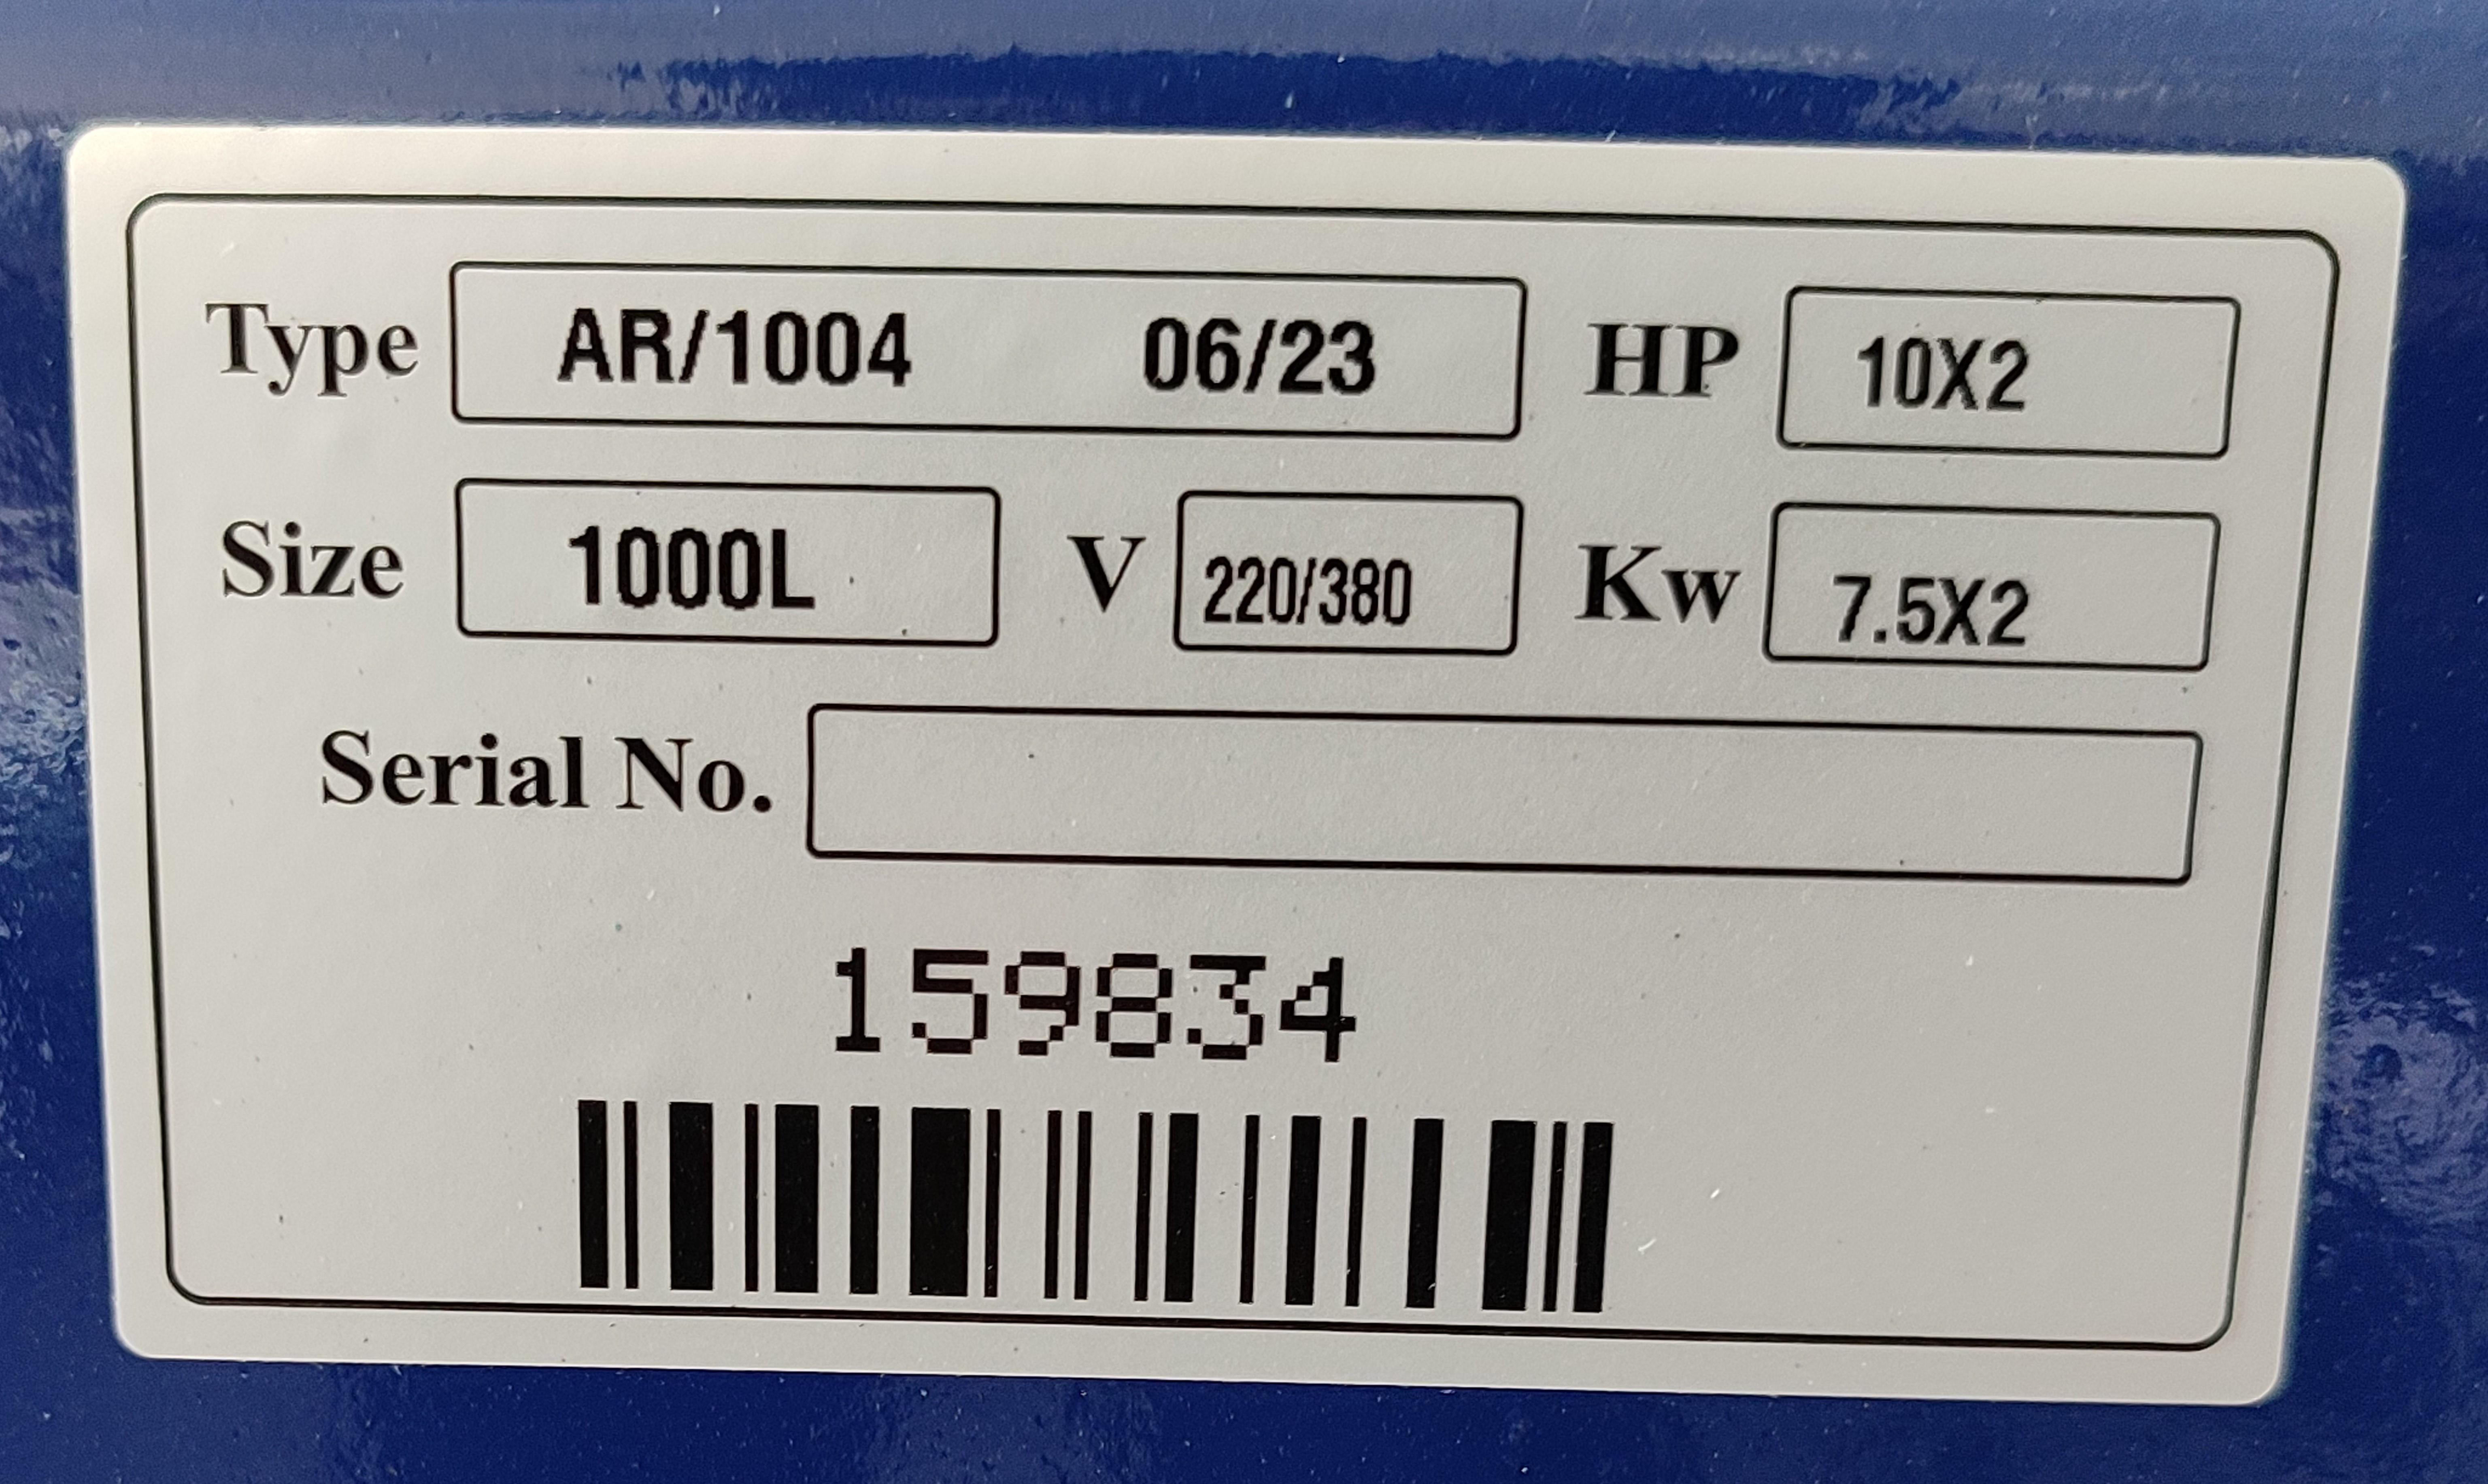 Type AR/1004 06/23 HP 10X2
Size 1000L V 220/380 Kw 7.5X2
Serial No.
159834